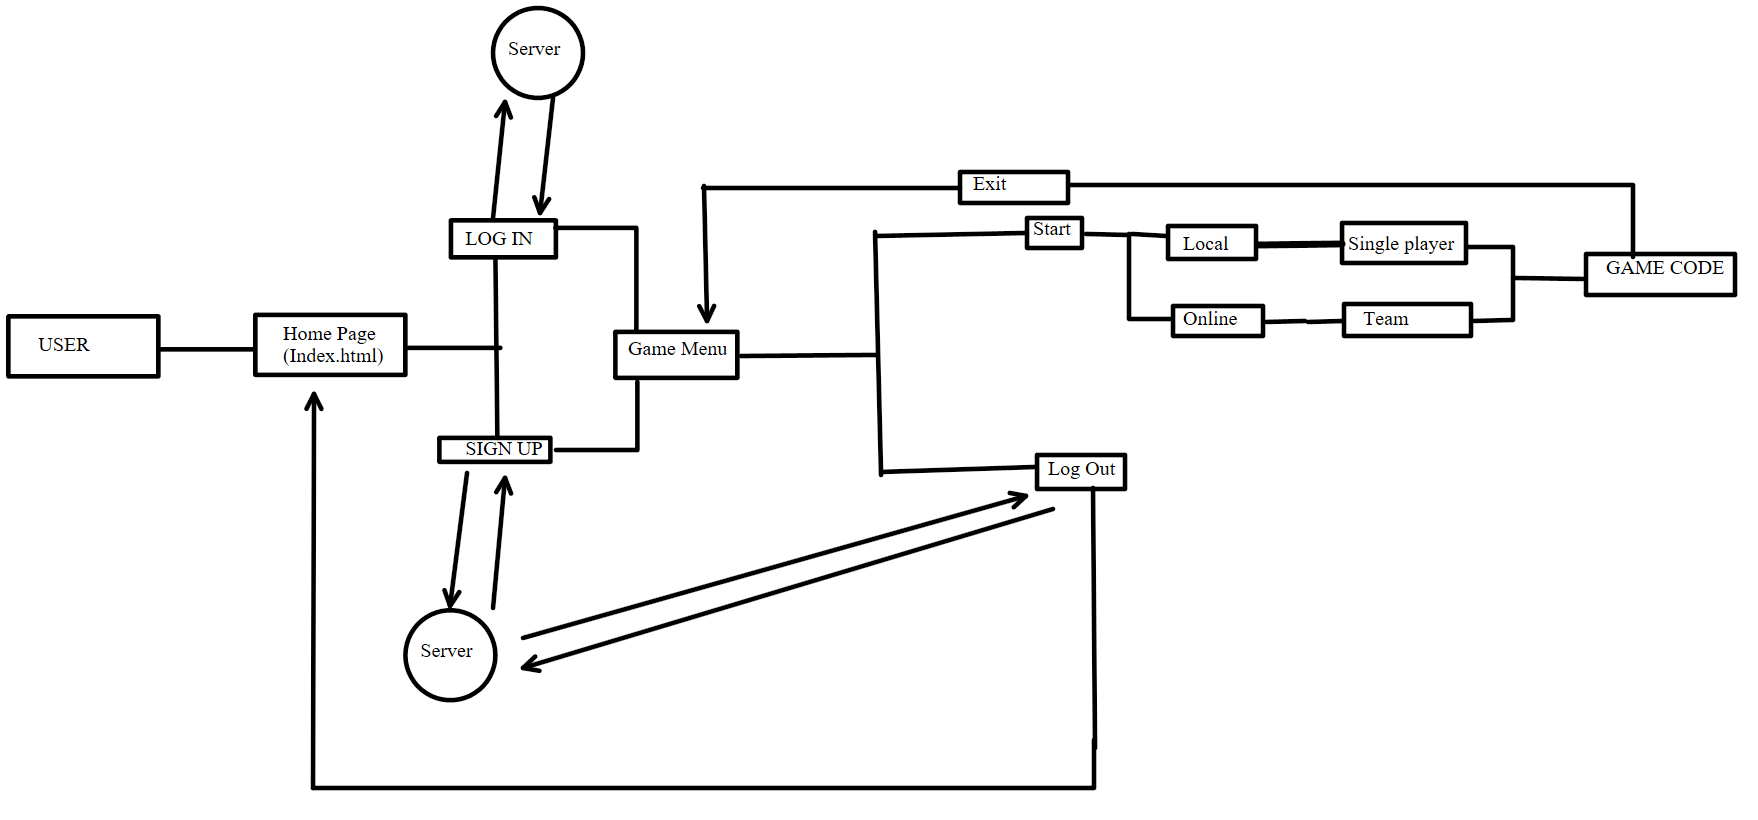 Server
Exit
Start
LOG IN
Local
Single player
GAME CODE
Online
Team
USER
Home Page
(Index.html)
Game Menu
SIGN UP
Log Out
Server